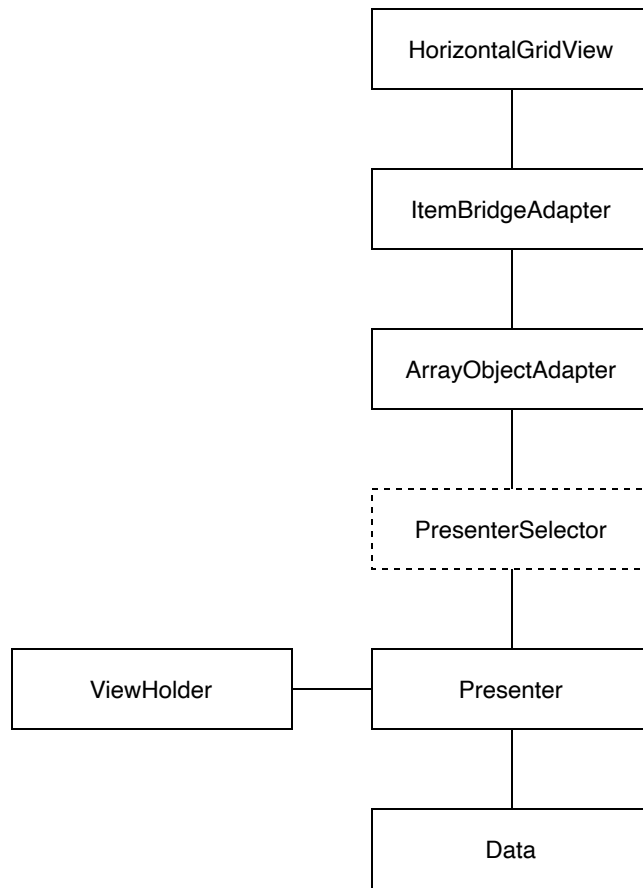 HorizontalGridView
ItemBridgeAdapter
ArrayObjectAdapter
PresenterSelector
ViewHolder
Presenter
Data